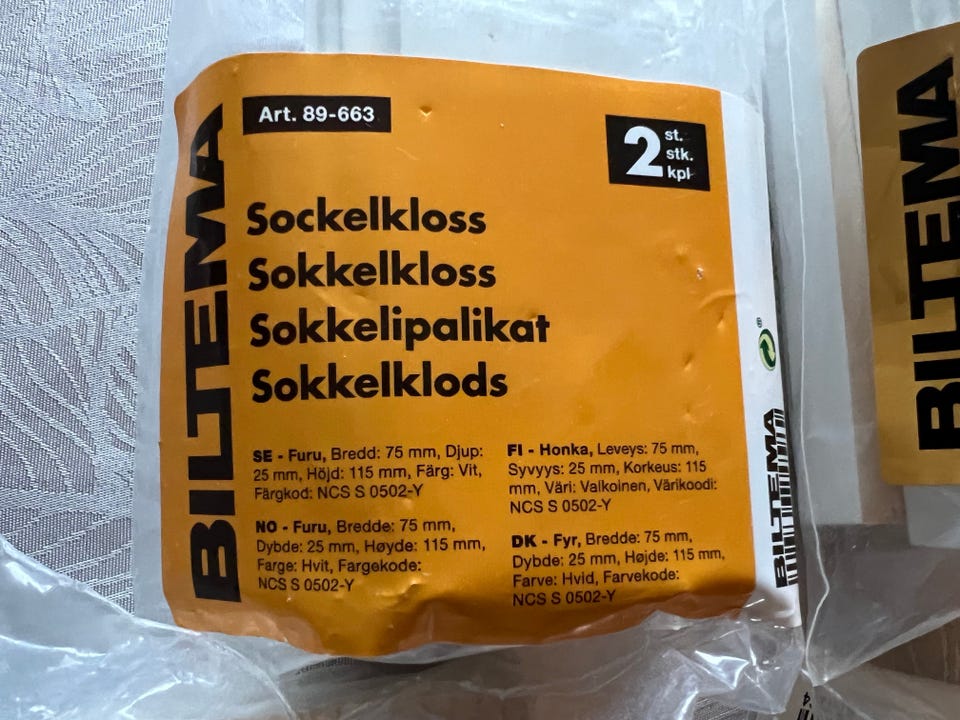 BILTEMA
Art. 89-663
2 st.
stk.
kpl
Sockelkloss
Sokkelkloss
Sokkelipalikat
Sokkelklods
SE - Furu, Bredd: 75 mm, Djup:
25 mm, Höjd: 115 mm, Färg: Vit,
Färgkod: NCS S 0502-Y
NO - Furu, Bredde: 75 mm,
Dybde: 25 mm, Høyde: 115 mm,
Farge: Hvit, Fargekode:
NCS S 0502-Y
FI - Honka, Leveys: 75 mm,
Syvyys: 25 mm, Korkeus: 115
mm, Väri: Valkoinen, Värikoodi:
NCS S 0502-Y
DK - Fyr, Bredde: 75 mm,
Dybde: 25 mm, Højde: 115 mm,
Farve: Hvid, Farvekode:
NCS S 0502-Y
®
BILTEMA
BILTEMA